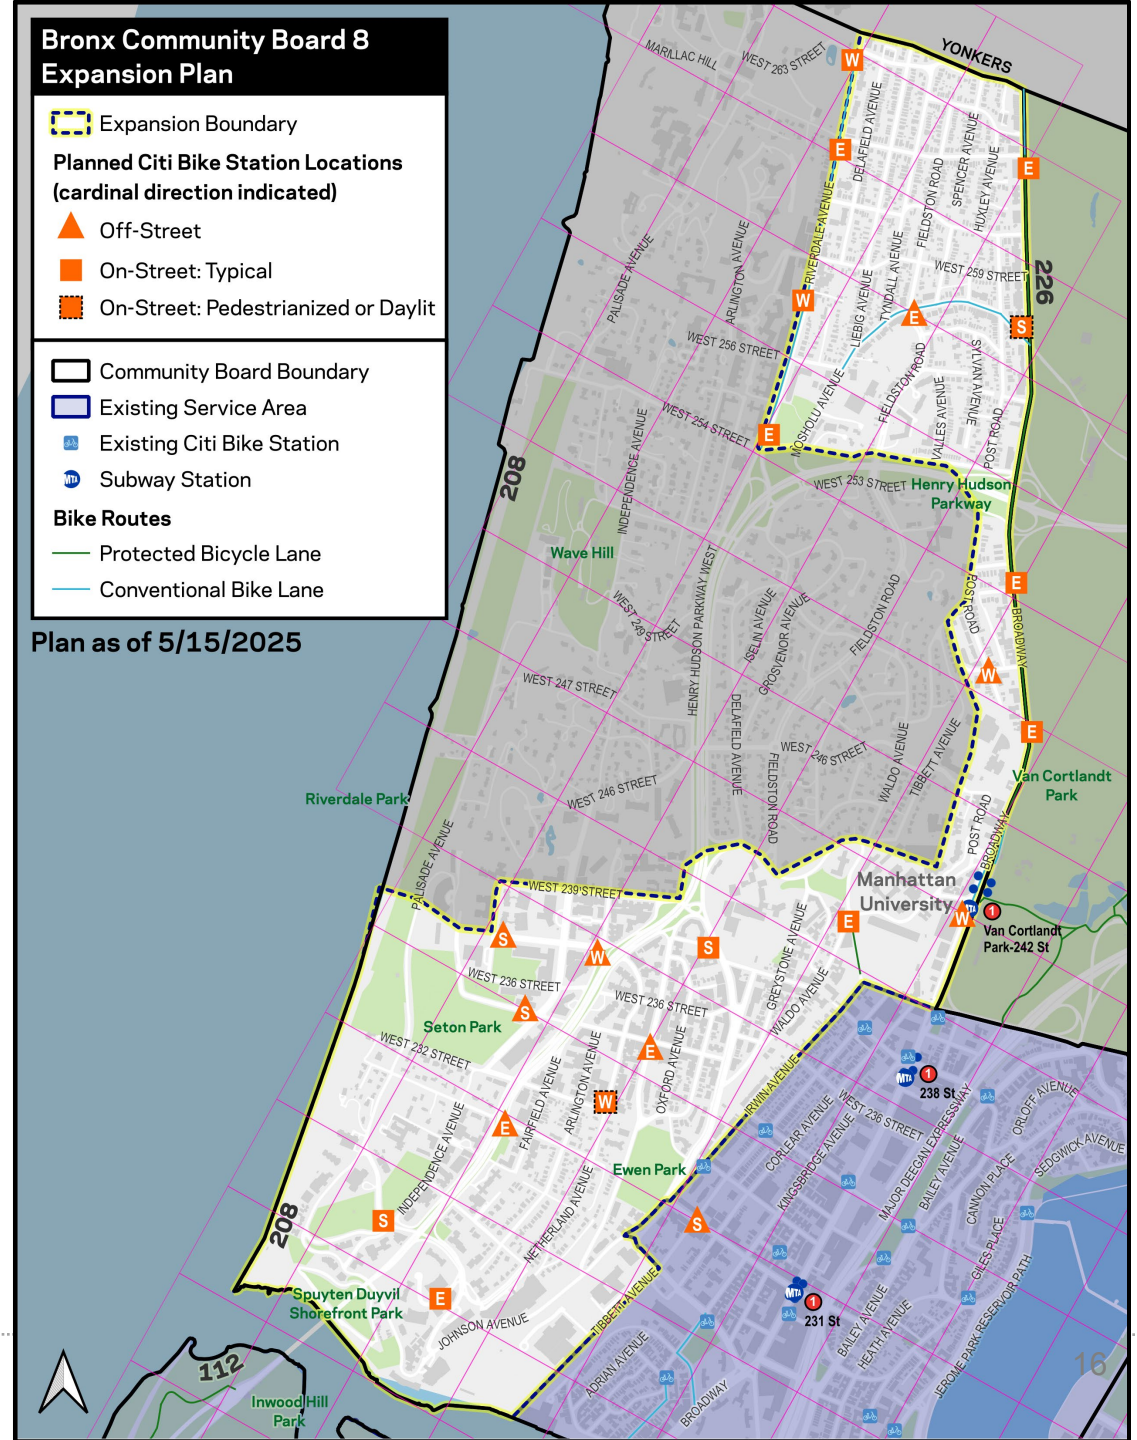 Bronx Community Board 8
Expansion Plan
Expansion Boundary
Planned Citi Bike Station Locations
(cardinal direction indicated)
Off-Street
On-Street: Typical
On-Street: Pedestrianized or Daylit
Community Board Boundary
Existing Service Area
Existing Citi Bike Station
MTA
Subway Station
Bike Routes
Protected Bicycle Lane
Conventional Bike Lane
Plan as of 5/15/2025
YONKERS
MARILLAC HILL
WEST 263 STREET
W
DELAFIELD AVENUE
E
SPENCER AVENUE
FIELDSTON ROAD
HUXLEY AVENUE
E
RIVERDALE AVENUE
PALISADE AVENUE
ARLINGTON AVENUE
TYNDALL AVENUE
WEST 259 STREET
226
LIEBIG AVENUE
W
E
S
WEST 256 STREET
FIELDSTON ROAD
SYLVAN AVENUE
MOSHOLU AVENUE
VALLES AVENUE
POST ROAD
WEST 254 STREET
E
INDEPENDENCE AVENUE
208
WEST 253 STREET
Henry Hudson
Parkway
Wave Hill
E
POST ROAD
BROADWAY
WEST 249 STREET
HENRY HUDSON PARKWAY WEST
ISELIN AVENUE
GROSVENOR AVENUE
FIELDSTON ROAD
W
WEST 247 STREET
DELAFIELD AVENUE
E
WEST 246 STREET
WALDO AVENUE
TIBBETT AVENUE
FIELDSTON ROAD
Van Cortlandt
Park
WEST 246 STREET
Riverdale Park
POST ROAD
BROADWAY
PALISADE AVENUE
WEST 239 STREET
Manhattan
University
MTA
W
1
Van Cortlandt
Park-242 St
E
S
W
S
GREYSTONE AVENUE
WALDO AVENUE
WEST 236 STREET
WEST 236 STREET
S
Seton Park
WEST 232 STREET
E
ARLINGTON AVENUE
OXFORD AVENUE
FAIRFIELD AVENUE
IRWIN AVENUE
MTA
1
238 St
W
E
WEST 236 STREET
CORLEAR AVENUE
KINGSBRIDGE AVENUE
MAJOR DEEGAN EXPRESSWAY
BAILEY AVENUE
ORLOFF AVENUE
SEDGWICK AVENUE
CANNON PLACE
INDEPENDENCE AVENUE
Ewen Park
NETHERLAND AVENUE
S
S
208
GILES PLACE
JEROME PARK RESERVOIR PATH
Spuyten Duyvil
Shorefront Park
E
JOHNSON AVENUE
TIBBETT AVENUE
MTA
1
231 St
BAILEY AVENUE
HEATH AVENUE
ADRIAN AVENUE
BROADWAY
112
Inwood Hill
Park
16